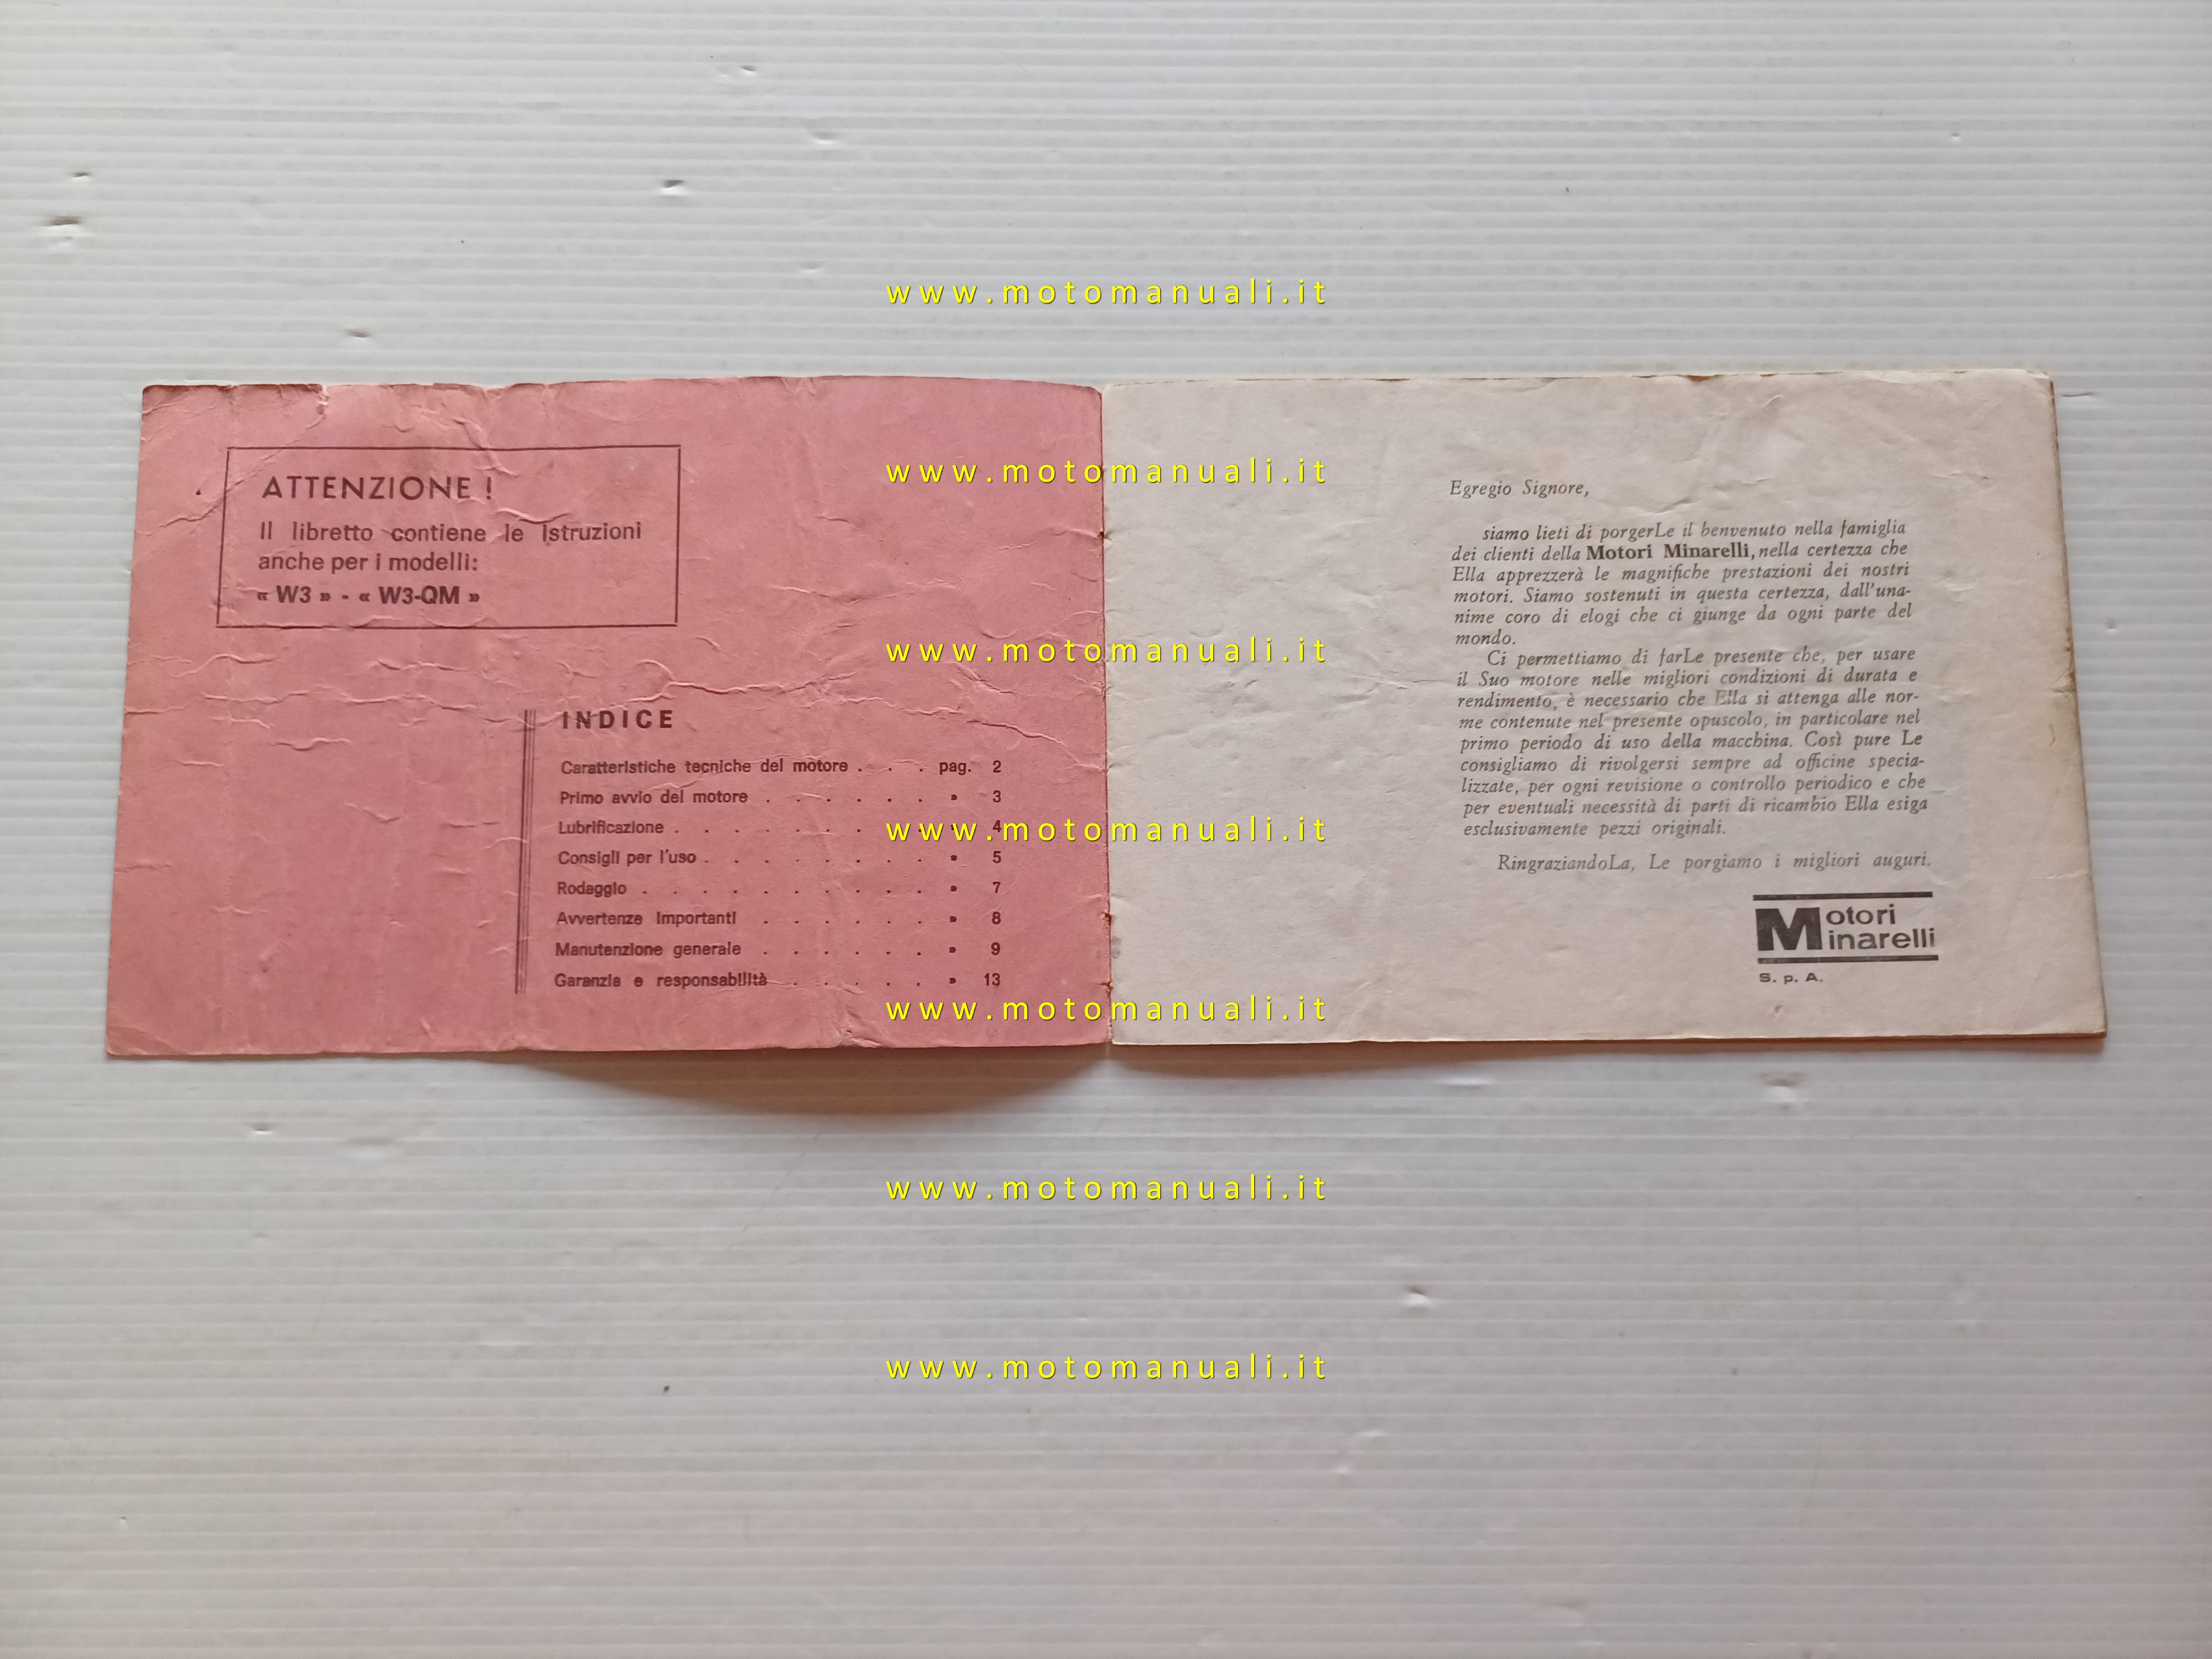 ATTENZIONE !
Il libretto contiene le Istruzioni
anche per i modelli:
« W3 » - « W3-QM »
INDICE
Caratteristiche tecniche del motore . . . pag. 2
Primo avvio del motore . . . . . . » 3
Lubrificazione . . . . . . . . . » 4
Consigli per l'uso . . . . . . . . » 5
Rodaggio . . . . . . . . . . » 7
Avvertenze Importanti . . . . . . » 8
Manutenzione generale . . . . . . » 9
Garanzia e responsabilità . . . . . » 13
Egregio Signore,
siamo lieti di porgerLe il benvenuto nella famiglia
dei clienti della Motori Minarelli, nella certezza che
Ella apprezzerà le magnifiche prestazioni dei nostri
motori. Siamo sostenuti in questa certezza, dall'una-
nime coro di elogi che ci giunge da ogni parte del
mondo.
Ci permettiamo di farLe presente che, per usare
il Suo motore nelle migliori condizioni di durata e
rendimento, è necessario che Ella si attenga alle nor-
me contenute nel presente opuscolo, in particolare nel
primo periodo di uso della macchina. Così pure Le
consigliamo di rivolgersi sempre ad officine specia-
lizzate, per ogni revisione o controllo periodico e che
per eventuali necessità di parti di ricambio Ella esiga
esclusivamente pezzi originali.
RingraziandoLa, Le porgiamo i migliori auguri.
Motori
Minarelli
S. p. A.
www.motomanuali.it
www.motomanuali.it
www.motomanuali.it
www.motomanuali.it
www.motomanuali.it
www.motomanuali.it
www.motomanuali.it